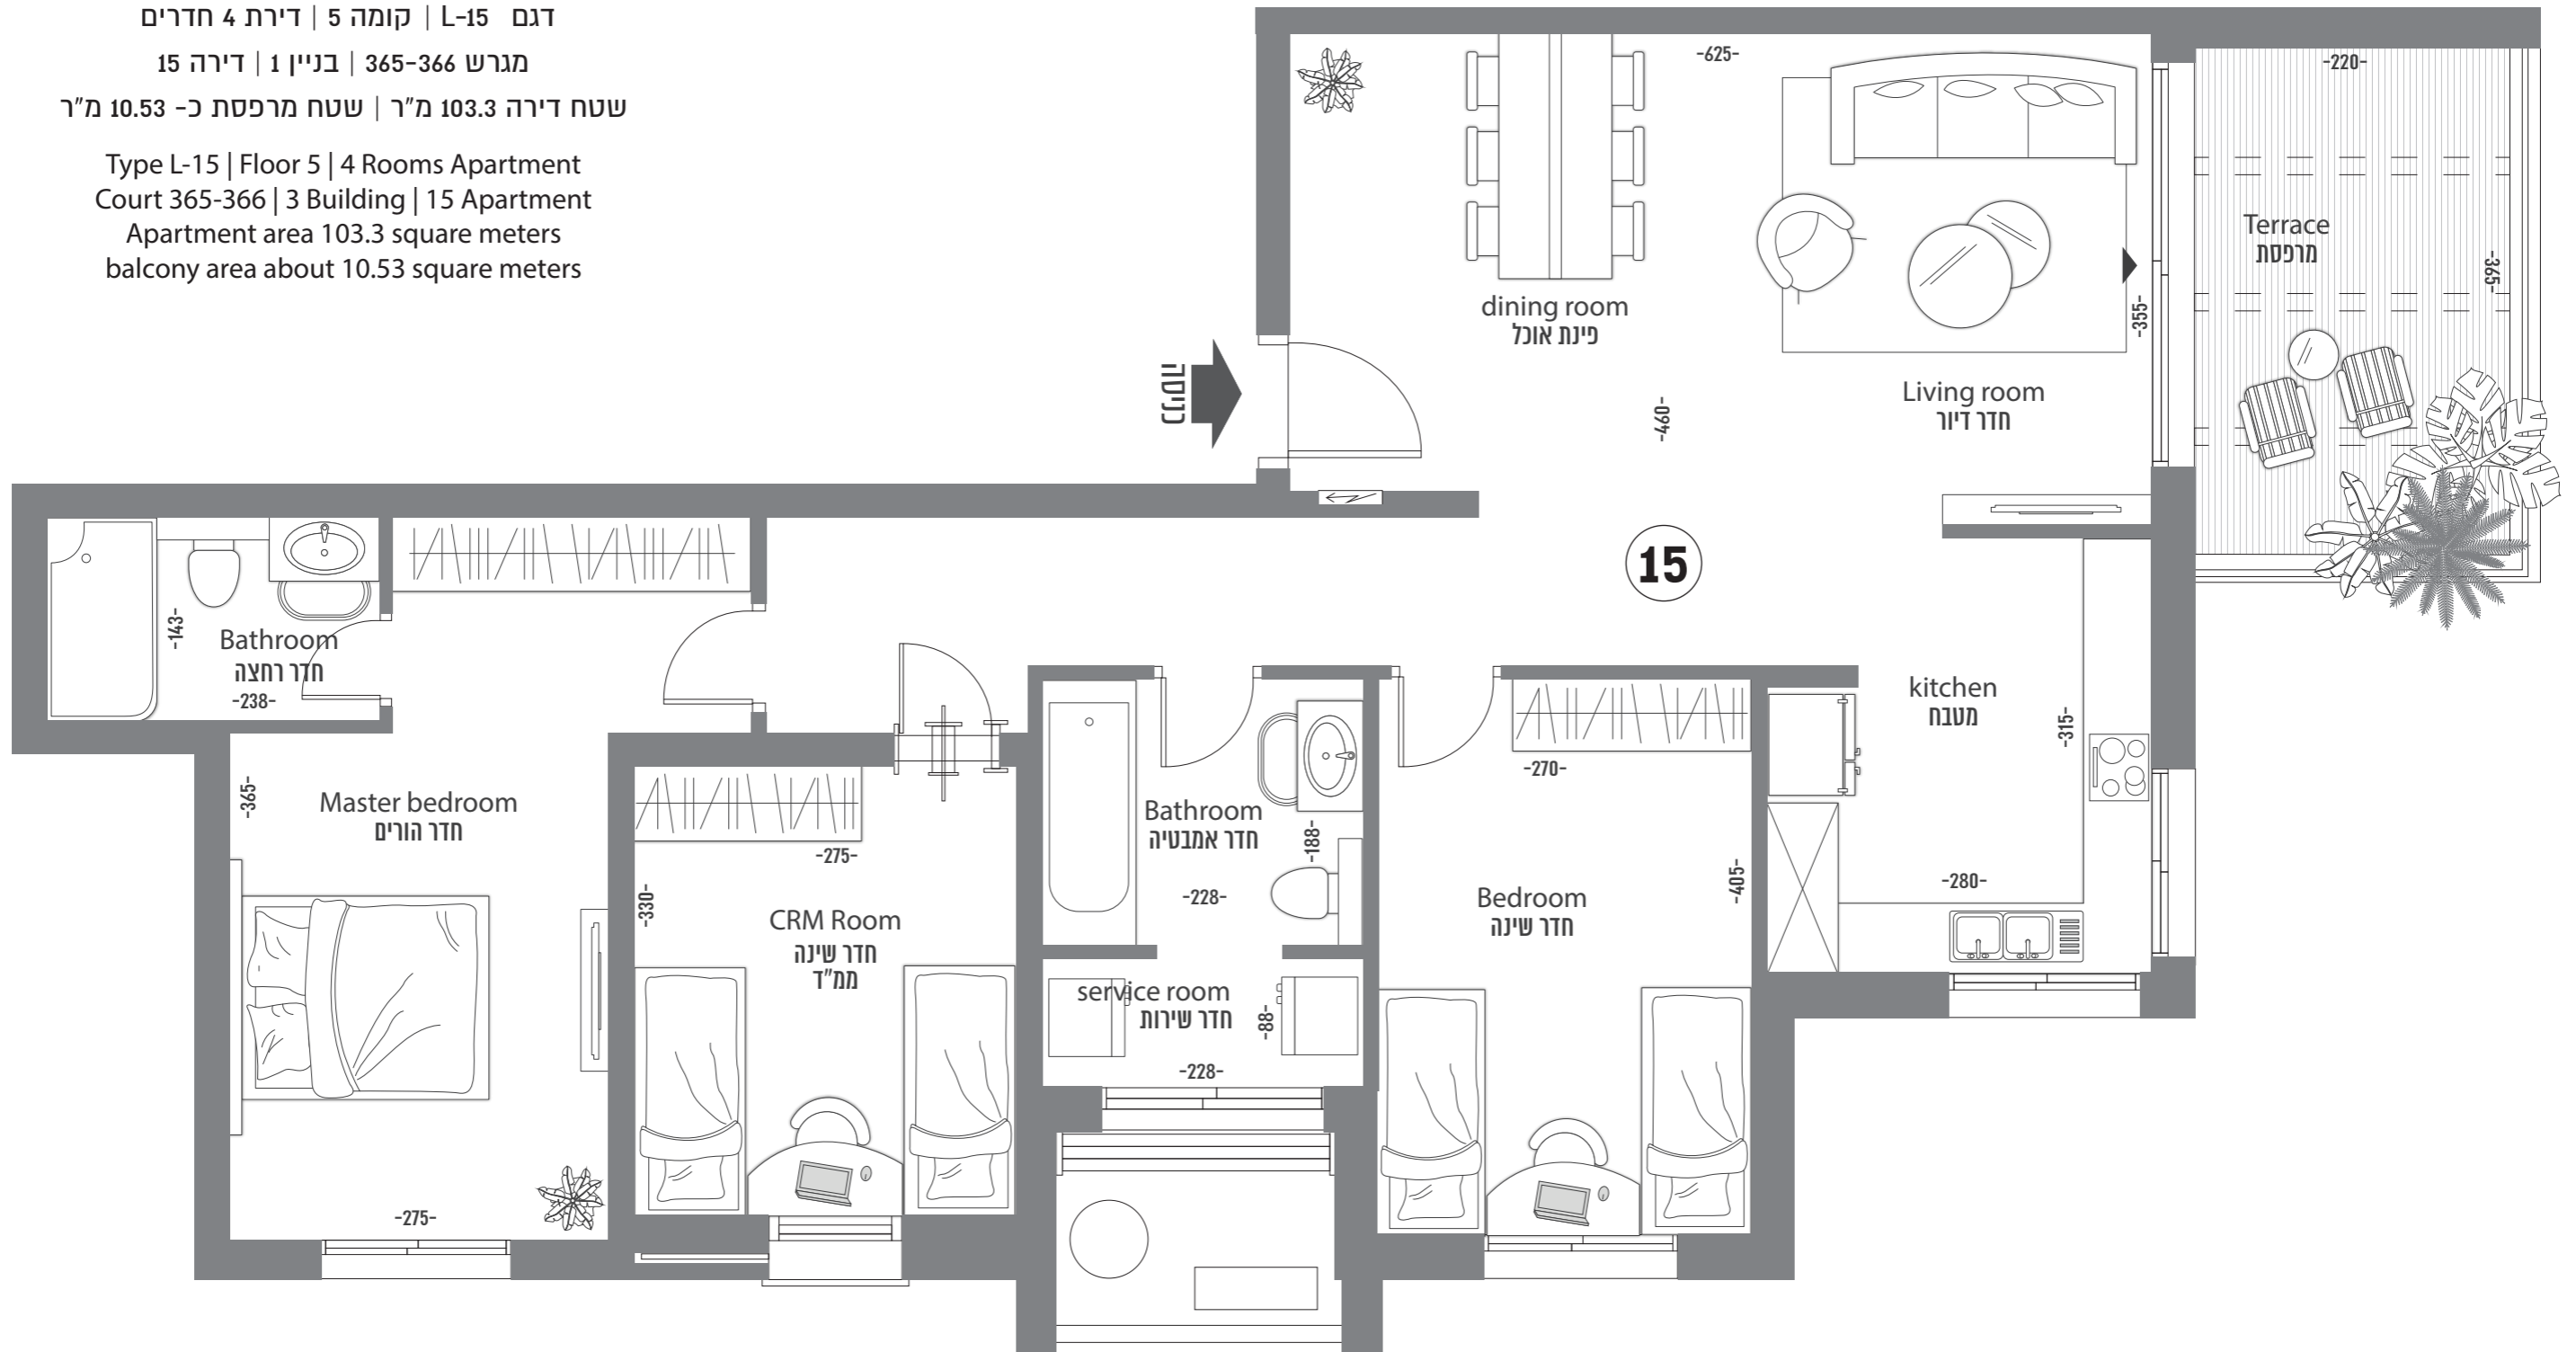 דגם L-15 | קומה 5 | דירת 4 חדרים
מגרש 365-366 | בניין 1 | דירה 15
שטח דירה 103.3 מ"ר | שטח מרפסת כ- 10.53 מ"ר
Type L-15 | Floor 5 | 4 Rooms Apartment
Court 365-366 | 3 Building | 15 Apartment
Apartment area 103.3 square meters
balcony area about 10.53 square meters
-625-
-220-
Terrace
מרפסת
-365-
-355-
dining room
פינת אוכל
כניסה
-460-
Living room
חדר דיור
15
-143-
Bathroom
חדר רחצה
-238-
kitchen
מטבח
-315-
-280-
-365-
Master bedroom
חדר הורים
-275-
-275-
-330-
CRM Room
חדר שינה
ממ"ד
Bathroom
חדר אמבטיה
-188-
-228-
service room
חדר שירות
-88-
-228-
-270-
-405-
Bedroom
חדר שינה